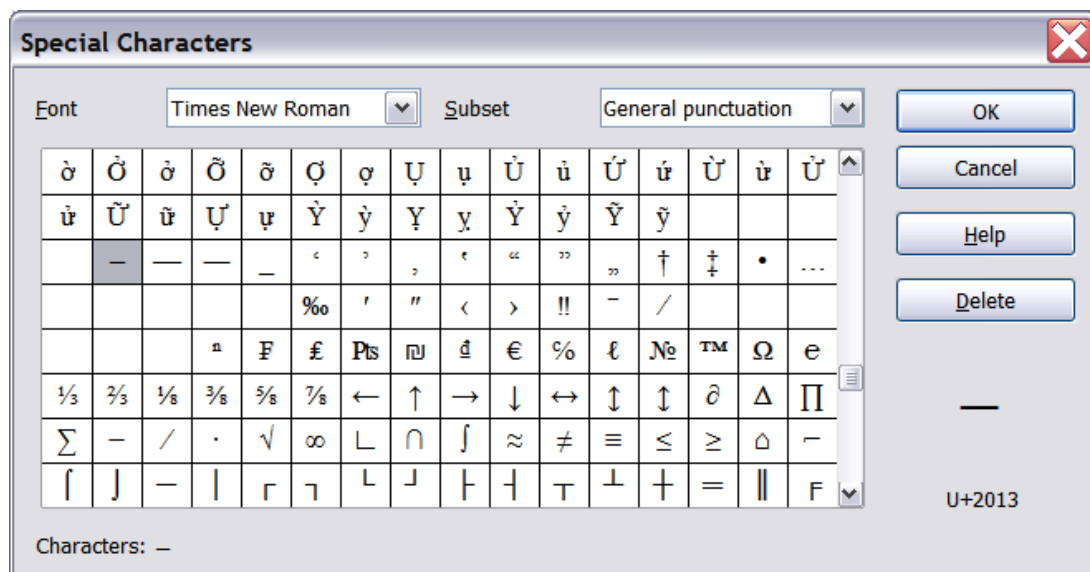 Special Characters
Font Times New Roman Subset General punctuation OK
Cancel
Help
Delete
ờ Ở ở Ỡ ỡ Ợ ợ Ụ ụ Ủ ủ Ứ ứ Ừ ừ Ử
ử Ữ ữ Ự ự Ỳ ỳ Ỵ ỵ Ỷ ỷ Ỹ ỹ
– — ― ‗ ‘ ’ ‚ ‛ “ ” „ † ‡ • …
‰ ′ ″ ‹ › ‼ ‾ ⁄
ⁿ ₣ ₤ ₧ ₪ ₫ € ℅ ℓ № ™ Ω ℮
⅓ ⅔ ⅛ ⅜ ⅝ ⅞ ← ↑ → ↓ ↔ ↕ ↨ ∂ ∆ ∏
∑ − ∕ ∙ √ ∞ ∟ ∩ ∫ ≈ ≠ ≡ ≤ ≥ ⌂ ⌐
⌠ ⌡ ─ │ ┌ ┐ └ ┘ ├ ┤ ┬ ┴ ┼ ═ ║ ╒
–
U+2013
Characters: –